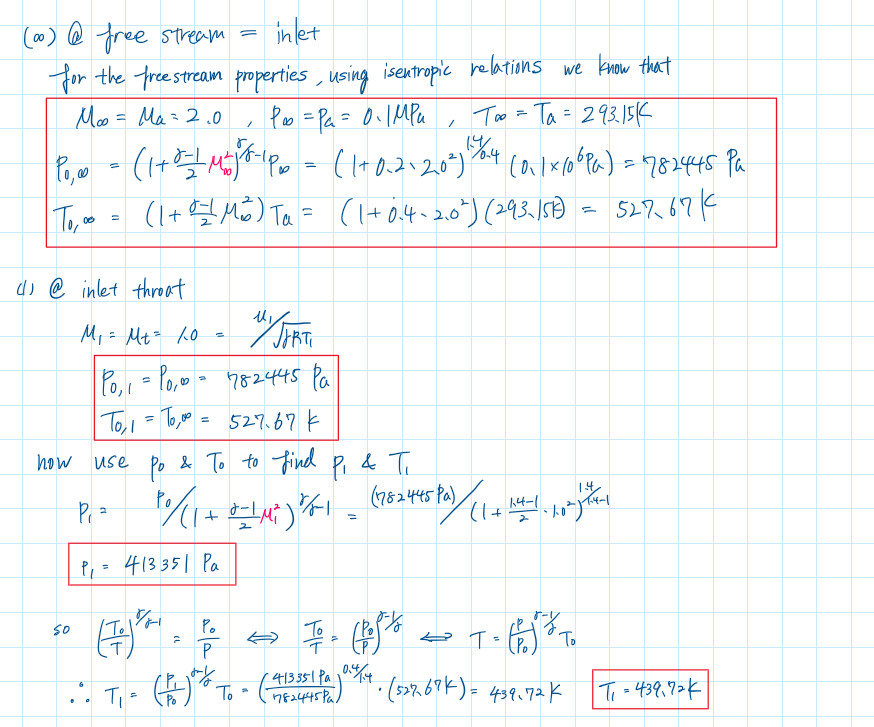 (∞) @ free stream = inlet
for the freestream properties, using isentropic relations we know that
M∞ = Ma = 2.0 , P∞ = Pa = 0.1MPa , T∞ = Ta = 293.15K
P0,∞ = (1 + (γ-1)/2 M∞²)^(γ/γ-1) P∞ = (1 + 0.2 · 2.0²)^(1.4/0.4) (0.1×10⁶Pa) = 782445 Pa
T0,∞ = (1 + (γ-1)/2 M∞²) Ta = (1 + 0.4 · 2.0²)(293.15K) = 527.67 K
(1) @ inlet throat
M1 = Mt = 1.0 = u1/√(γRT1)
P0,1 = P0,∞ = 782445 Pa
T0,1 = T0,∞ = 527.67 K
now use p0 & T0 to find p1 & T1
P1 = P0/(1 + (γ-1)/2 M1²)^(γ/γ-1) = (782445 Pa)/(1 + (1.4-1)/2 · 1.0²)^(1.4/1.4-1)
P1 = 413351 Pa
so (T0/T)^(γ/γ-1) = P0/P ⟺ T0/T = (P0/P)^(γ-1/γ) ⟺ T = (P/P0)^(γ-1/γ) T0
∴ T1 = (P1/P0)^(γ-1/γ) T0 = (413351 Pa/782445Pa)^(0.4/1.4) · (527.67K) = 439.72 K T1 = 439.72K